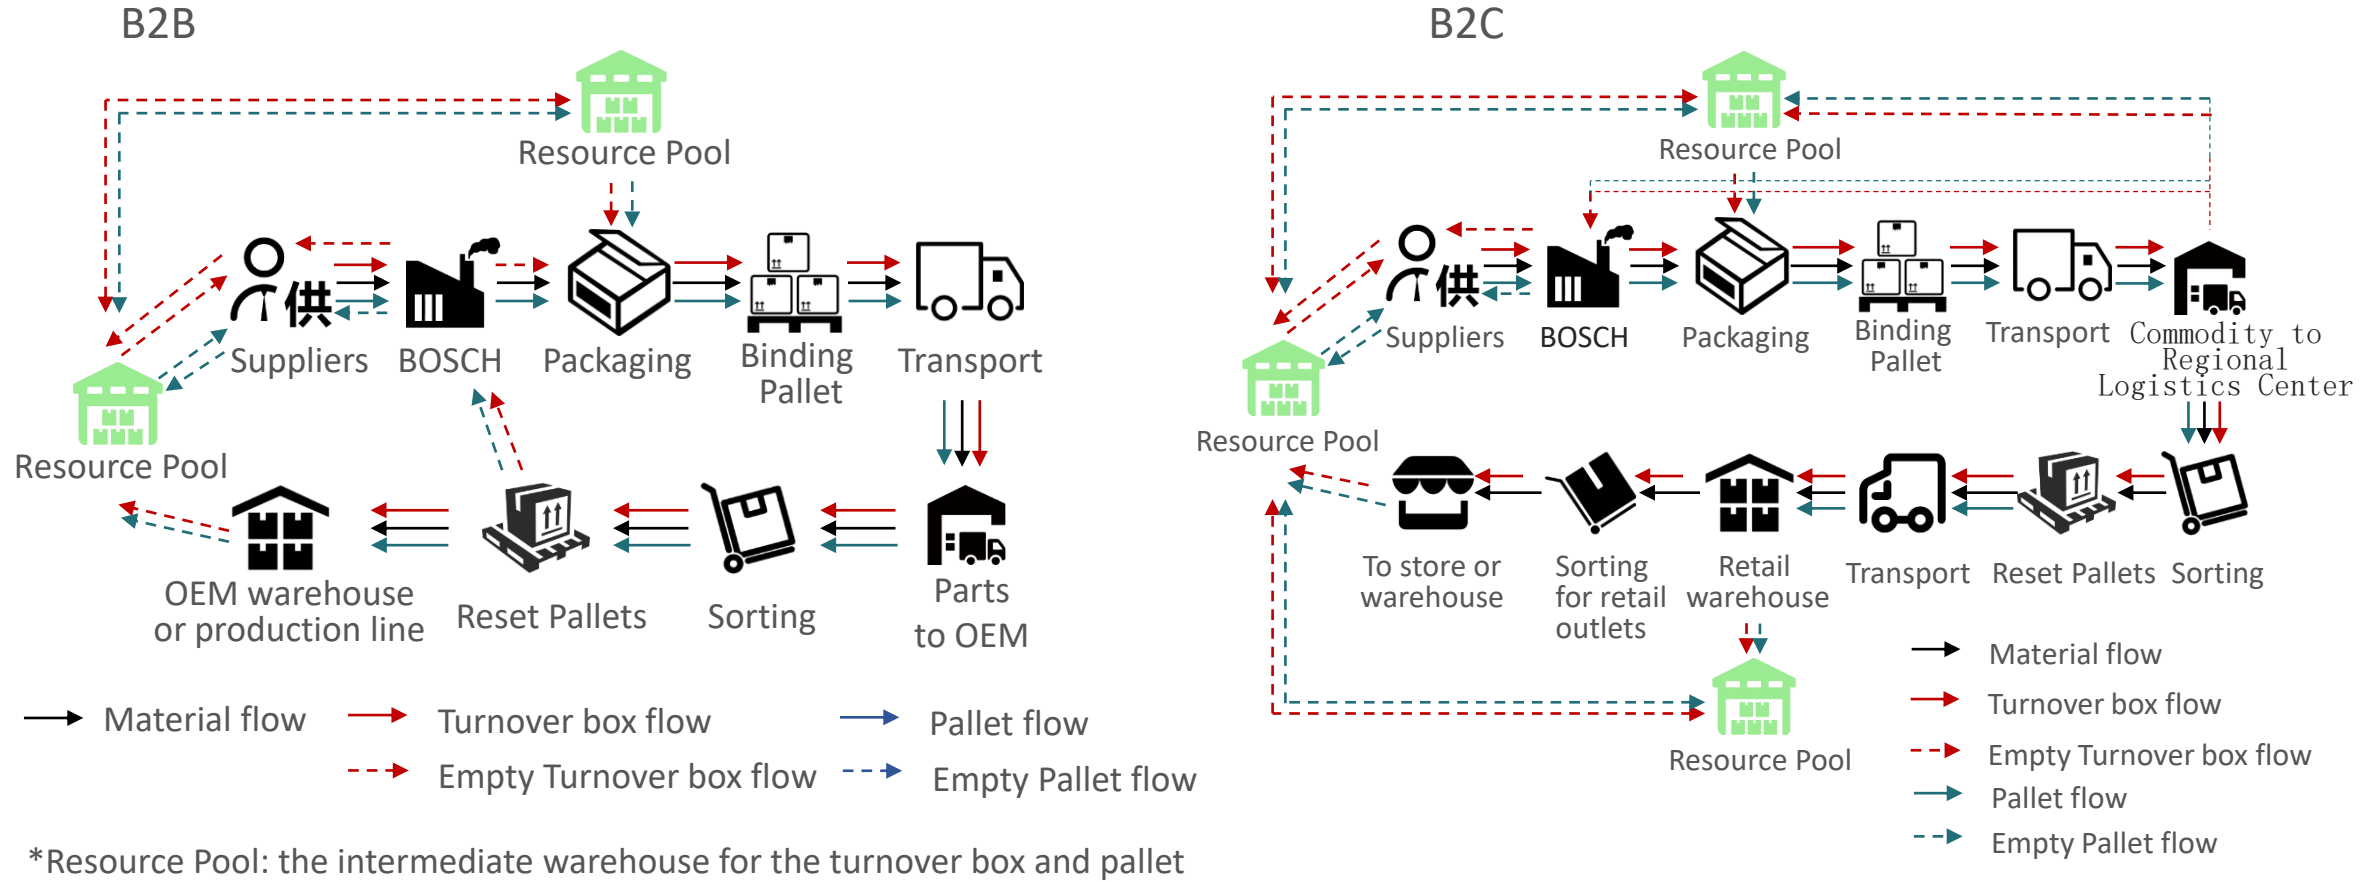 B2B
Resource Pool
供
Suppliers
BOSCH
Packaging
Binding
Pallet
Transport
Resource Pool
OEM warehouse
or production line
Reset Pallets
Sorting
Parts
to OEM
Material flow
Turnover box flow
Pallet flow
Empty Turnover box flow
Empty Pallet flow
*Resource Pool: the intermediate warehouse for the turnover box and pallet
B2C
Resource Pool
供
Suppliers
BOSCH
Packaging
Binding
Pallet
Transport
Commodity to
Regional
Logistics Center
Resource Pool
To store or
warehouse
Sorting
for retail
outlets
Retail
warehouse
Transport
Reset Pallets
Sorting
Resource Pool
Material flow
Turnover box flow
Empty Turnover box flow
Pallet flow
Empty Pallet flow